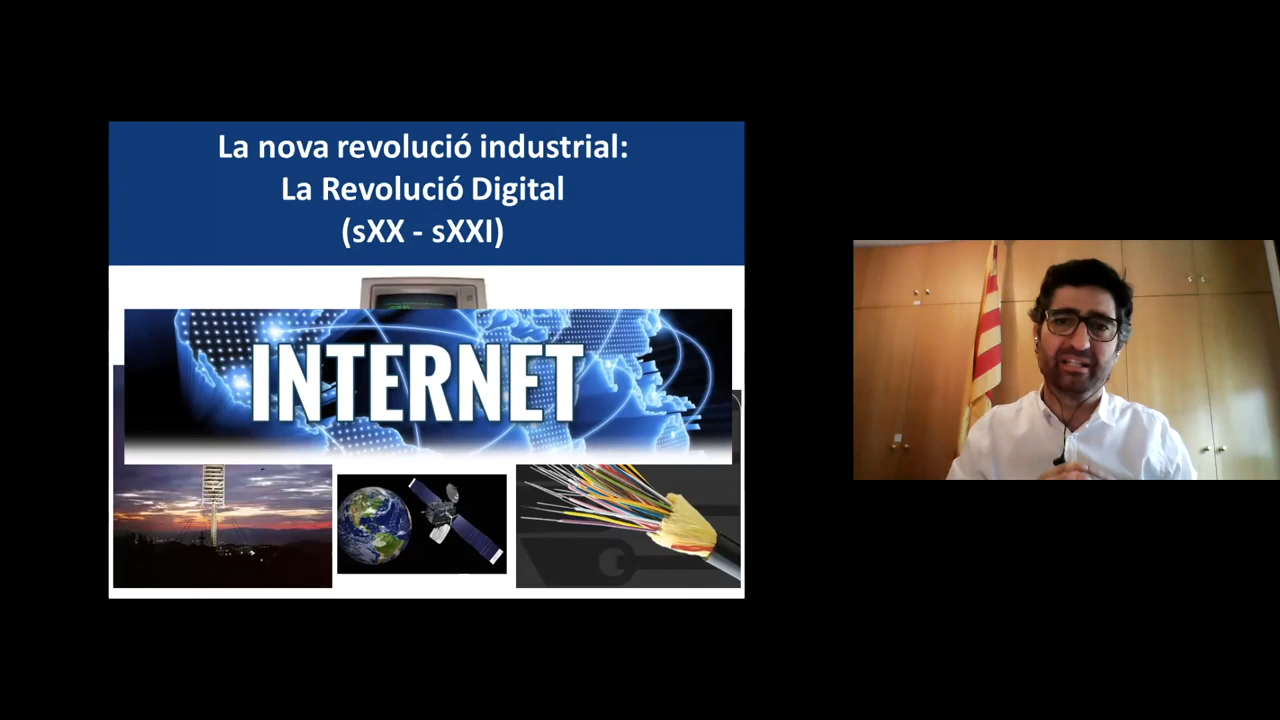 La nova revolució industrial:
La Revolució Digital
(sXX - sXXI)
INTERNET